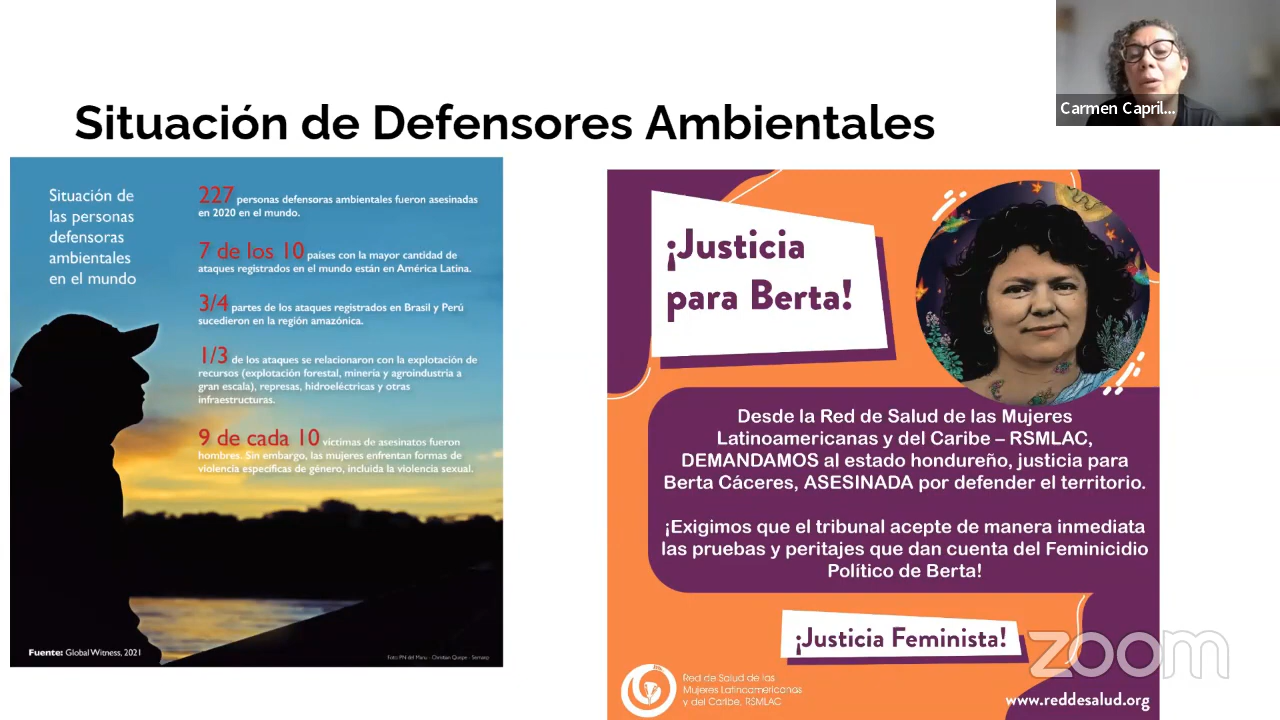 Carmen Capril...
Situación de Defensores Ambientales
Situación de
las personas
defensoras
ambientales
en el mundo
227 personas defensoras ambientales fueron asesinadas
en 2020 en el mundo.
7 de los 10 países con la mayor cantidad de
ataques registrados en el mundo están en América Latina.
3/4 partes de los ataques registrados en Brasil y Perú
sucedieron en la región amazónica.
1/3 de los ataques se relacionaron con la explotación de
recursos (explotación forestal, minería y agroindustria a
gran escala), represas, hidroeléctricas y otras
infraestructuras.
9 de cada 10 víctimas de asesinatos fueron
hombres. Sin embargo, las mujeres enfrentan formas de
violencia específicas de género, incluida la violencia sexual.
Fuente: Global Witness, 2021
¡Justicia
para Berta!
Desde la Red de Salud de las Mujeres
Latinoamericanas y del Caribe – RSMLAC,
DEMANDAMOS al estado hondureño, justicia para
Berta Cáceres, ASESINADA por defender el territorio.
¡Exigimos que el tribunal acepte de manera inmediata
las pruebas y peritajes que dan cuenta del Feminicidio
Político de Berta!
¡Justicia Feminista!
Red de Salud de las
Mujeres Latinoamericanas
y del Caribe, RSMLAC
www.reddesalud.org
zoom